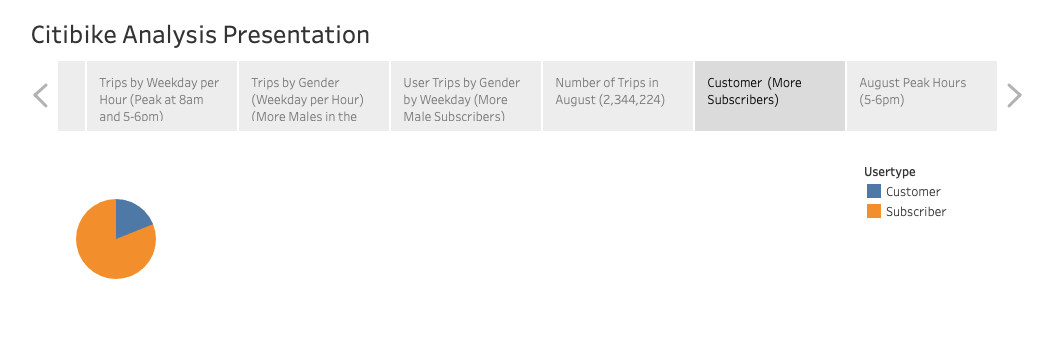 Citibike Analysis Presentation
Trips by Weekday per
Hour (Peak at 8am
and 5-6pm)
Trips by Gender
(Weekday per Hour)
(More Males in the
User Trips by Gender
by Weekday (More
Male Subscribers)
Number of Trips in
August (2,344,224)
Customer (More
Subscribers)
August Peak Hours
(5-6pm)
Usertype
Customer
Subscriber